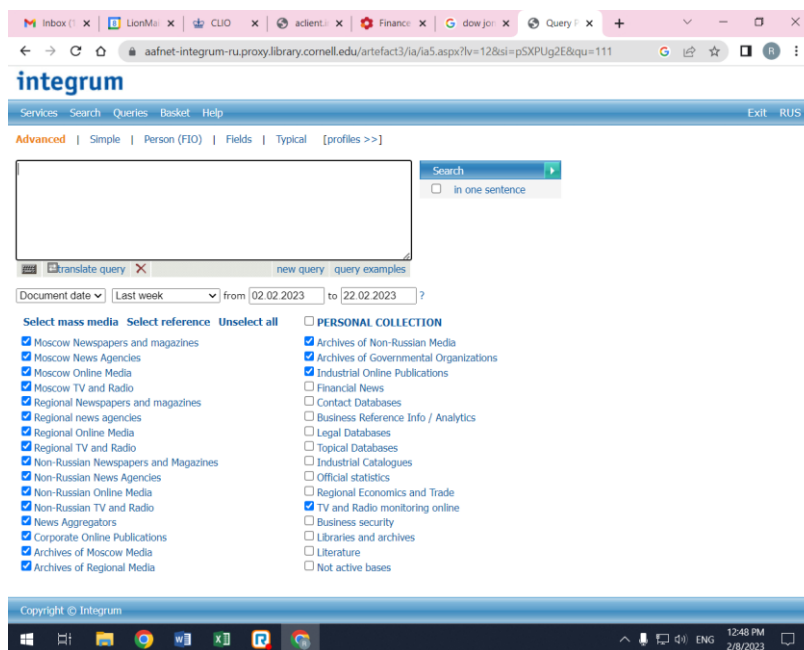 Inbox (1
LionMai
CLIO
aclient.i
Finance
dow jon
Query P
aafnet-integrum-ru.proxy.library.cornell.edu/artefact3/ia/ia5.aspx?lv=12&si=pSXPUg2E&qu=111
R
integrum
Services Search Queries Basket Help Exit RUS
Advanced | Simple | Person (FIO) | Fields | Typical [profiles >>]
Search
in one sentence
translate query new query query examples
Document date Last week from 02.02.2023 to 22.02.2023 ?
Select mass media Select reference Unselect all
Moscow Newspapers and magazines
Moscow News Agencies
Moscow Online Media
Moscow TV and Radio
Regional Newspapers and magazines
Regional news agencies
Regional Online Media
Regional TV and Radio
Non-Russian Newspapers and Magazines
Non-Russian News Agencies
Non-Russian Online Media
Non-Russian TV and Radio
News Aggregators
Corporate Online Publications
Archives of Moscow Media
Archives of Regional Media
PERSONAL COLLECTION
Archives of Non-Russian Media
Archives of Governmental Organizations
Industrial Online Publications
Financial News
Contact Databases
Business Reference Info / Analytics
Legal Databases
Topical Databases
Industrial Catalogues
Official statistics
Regional Economics and Trade
TV and Radio monitoring online
Business security
Libraries and archives
Literature
Not active bases
Copyright © Integrum
ENG
12:48 PM
2/8/2023